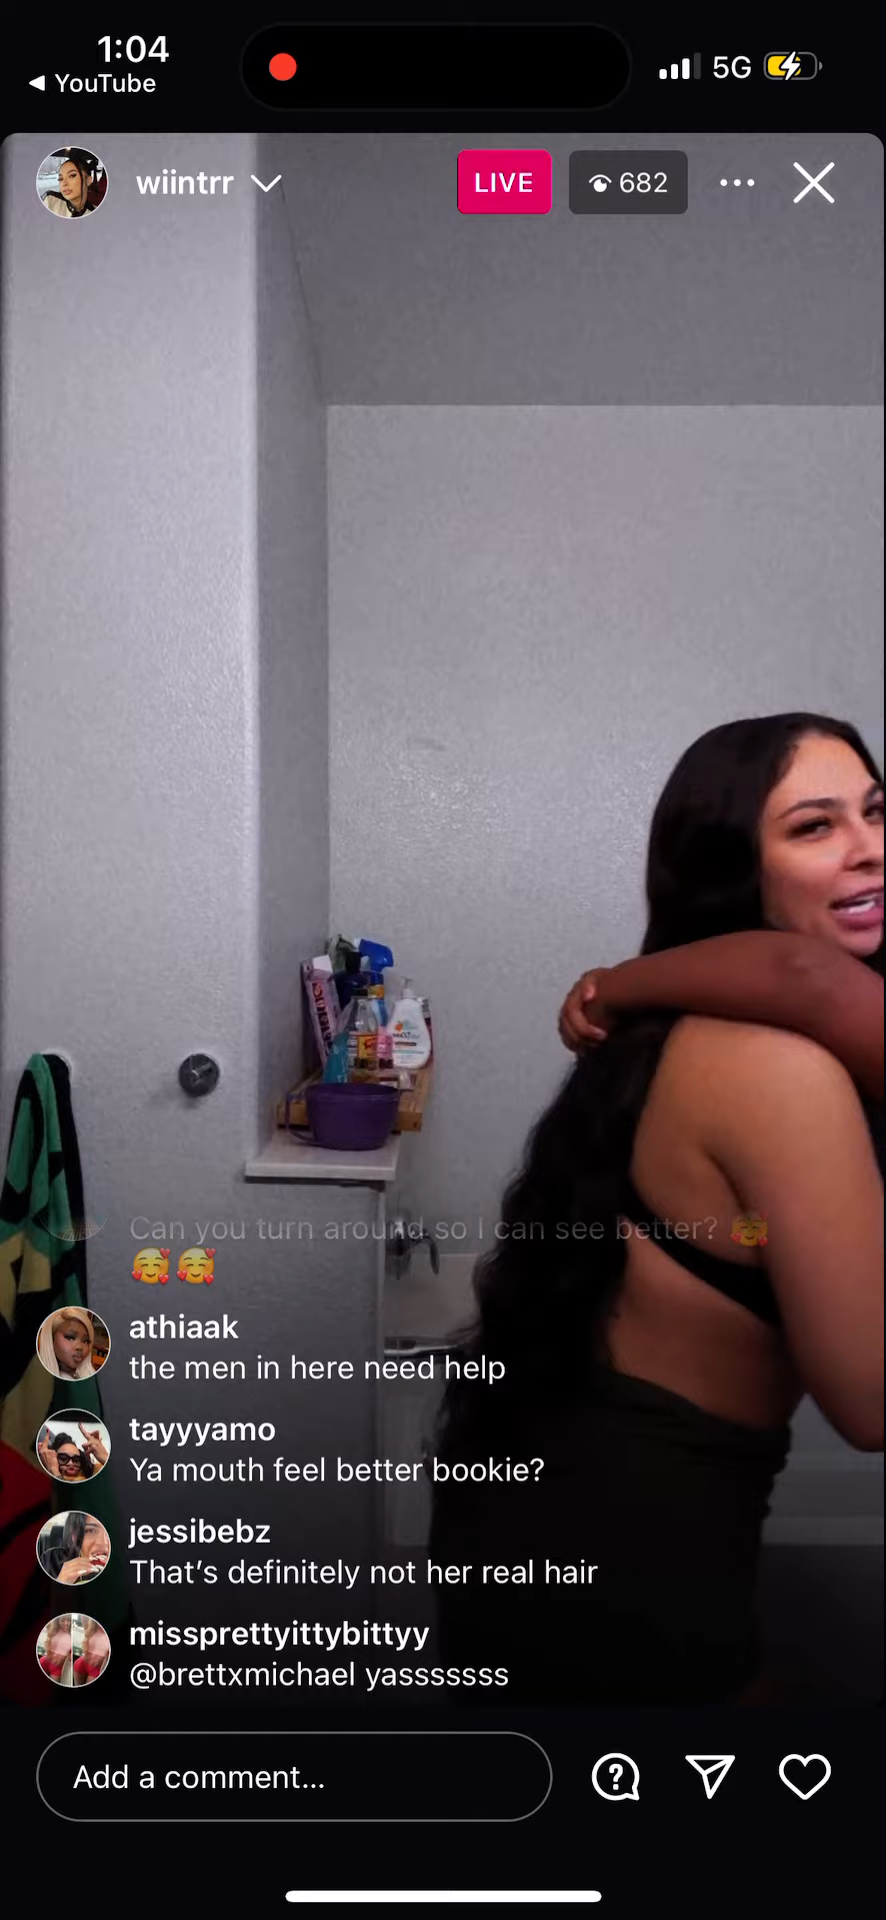 1:04
5G
◀ YouTube
wiintrr
LIVE
682
Can you turn around so I can see better? 🥰
🥰🥰
athiaak
the men in here need help
tayyyamo
Ya mouth feel better bookie?
jessibebz
That’s definitely not her real hair
missprettyittybittyy
@brettxmichael yasssssss
Add a comment...